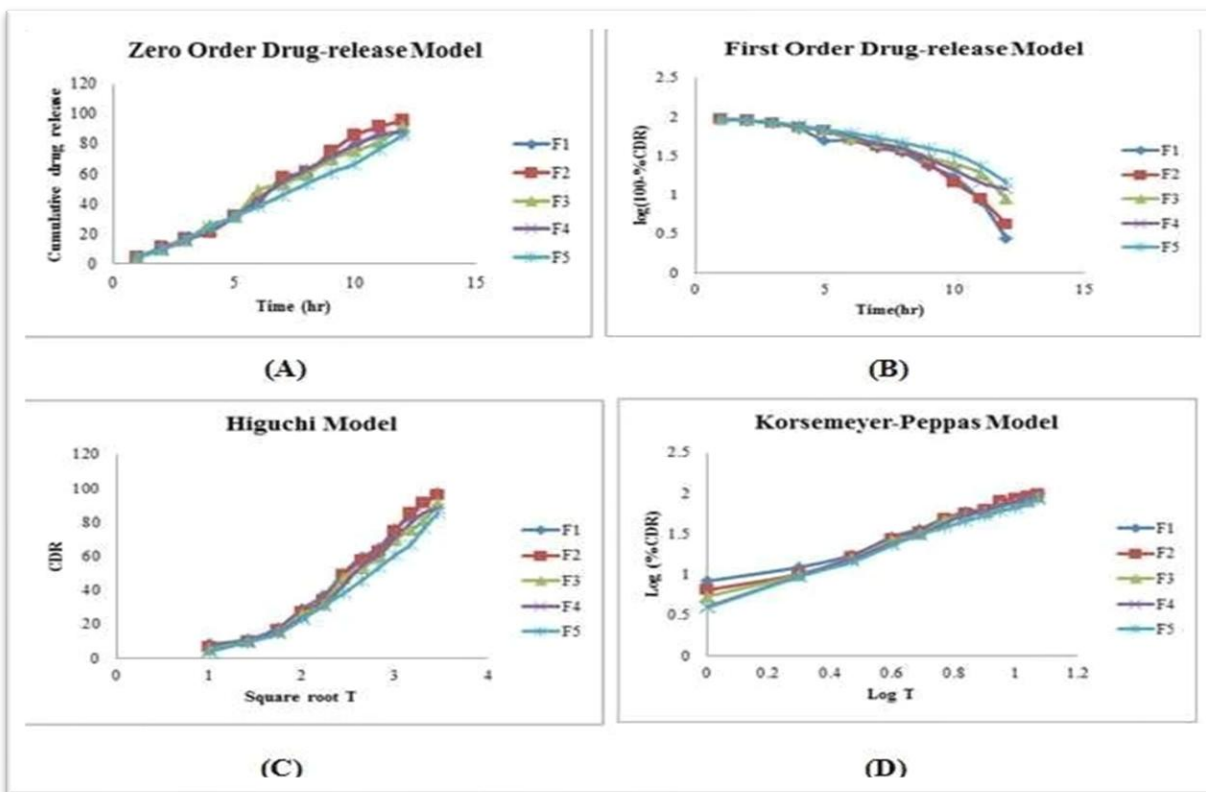 Zero Order Drug-release Model
Cumulative drug release
120
100
80
60
40
20
0
0 5 10 15
Time (hr)
F1
F2
F3
F4
F5
(A)
First Order Drug-release Model
log(100-%CDR)
2.5
2
1.5
1
0.5
0
0 5 10 15
Time(hr)
F1
F2
F3
F4
F5
(B)
Higuchi Model
CDR
120
100
80
60
40
20
0
0 1 2 3 4
Square root T
F1
F2
F3
F4
F5
(C)
Korsemeyer-Peppas Model
Log (%CDR)
2.5
2
1.5
1
0.5
0
0 0.2 0.4 0.6 0.8 1 1.2
Log T
F1
F2
F3
F4
F5
(D)